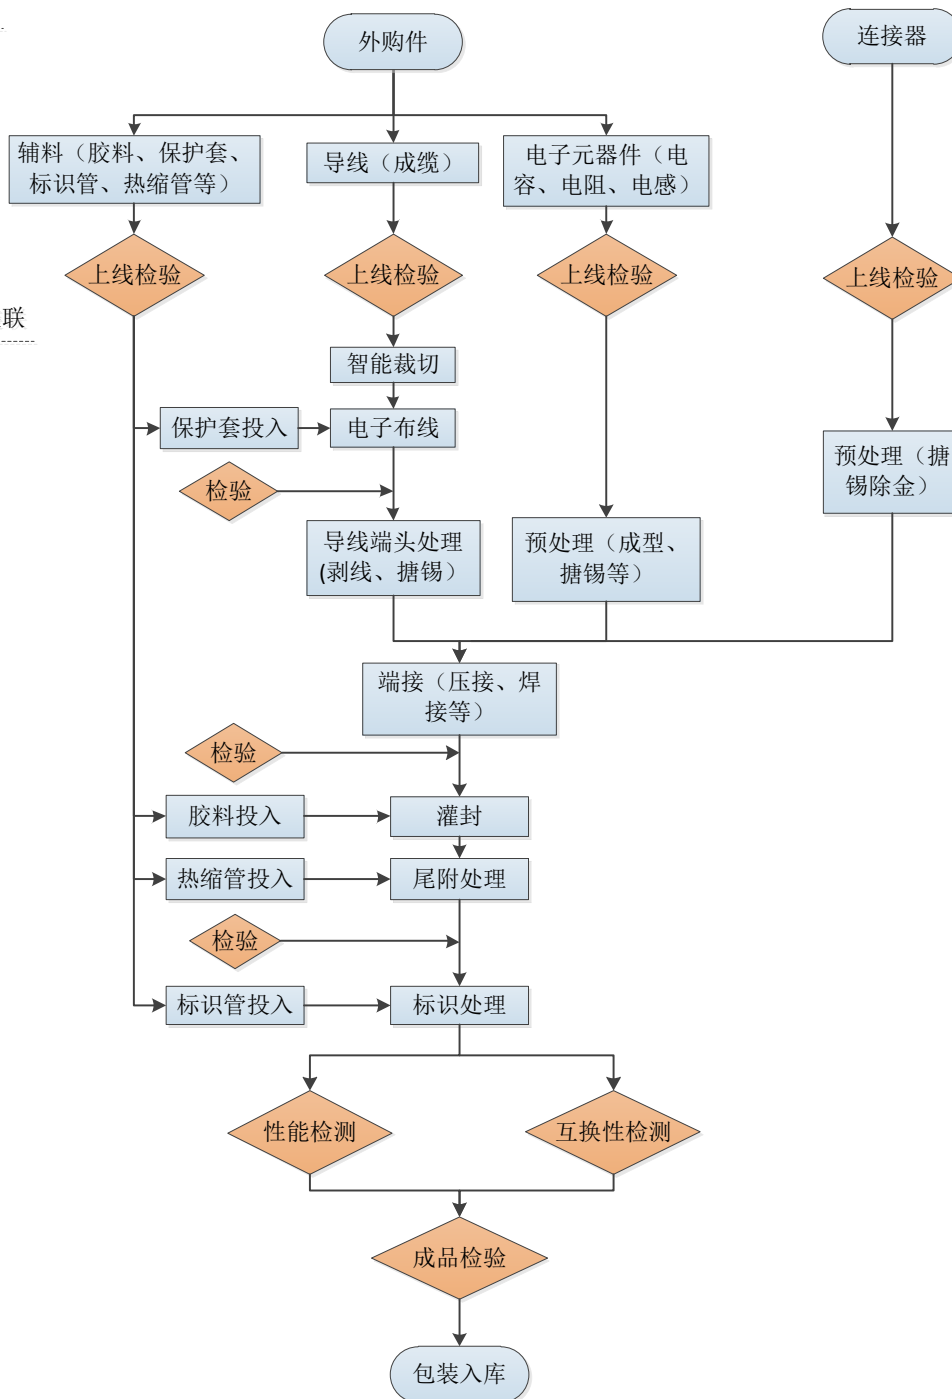 外购件
连接器
辅料（胶料、保护套、
标识管、热缩管等）
导线（成缆）
电子元器件（电
容、电阻、电感）
上线检验
上线检验
上线检验
上线检验
联
智能裁切
保护套投入
电子布线
预处理（搪
锡除金）
检验
导线端头处理
(剥线、搪锡）
预处理（成型、
搪锡等）
端接（压接、焊
接等）
检验
胶料投入
灌封
热缩管投入
尾附处理
检验
标识管投入
标识处理
性能检测
互换性检测
成品检验
包装入库